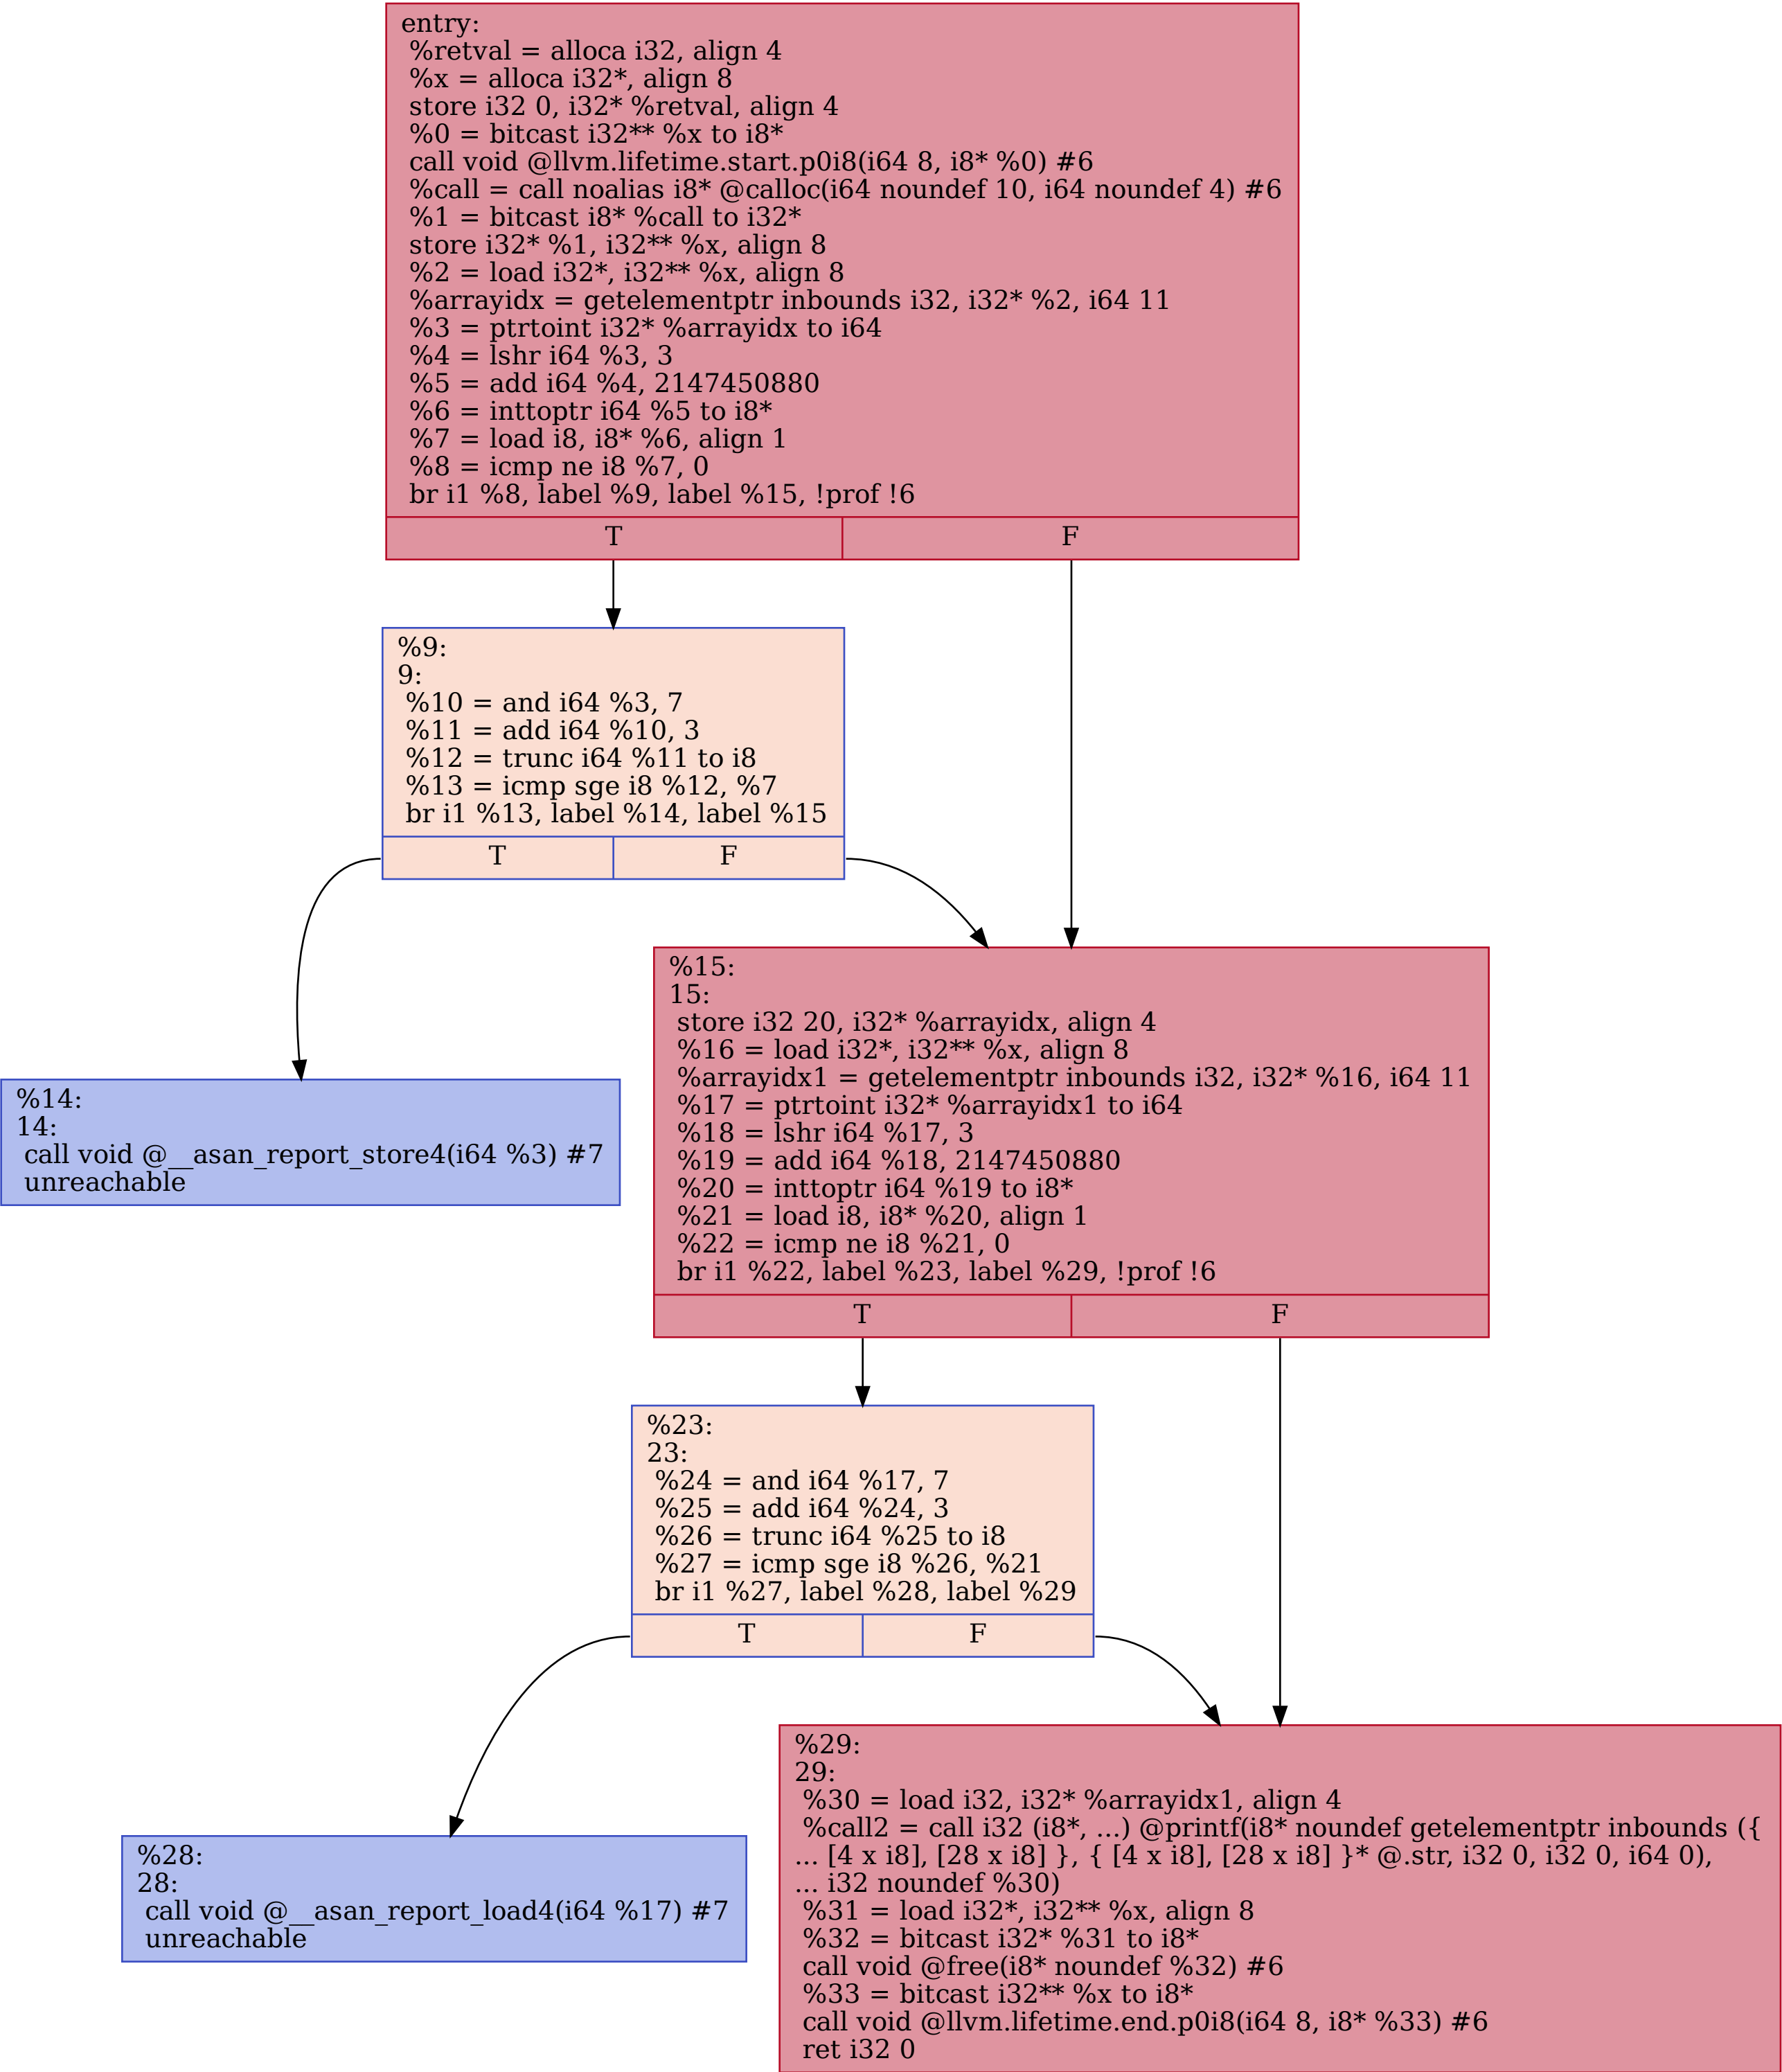 entry:
%retval = alloca i32, align 4
%x = alloca i32*, align 8
store i32 0, i32* %retval, align 4
%0 = bitcast i32** %x to i8*
call void @llvm.lifetime.start.p0i8(i64 8, i8* %0) #6
%call = call noalias i8* @calloc(i64 noundef 10, i64 noundef 4) #6
%1 = bitcast i8* %call to i32*
store i32* %1, i32** %x, align 8
%2 = load i32*, i32** %x, align 8
%arrayidx = getelementptr inbounds i32, i32* %2, i64 11
%3 = ptrtoint i32* %arrayidx to i64
%4 = lshr i64 %3, 3
%5 = add i64 %4, 2147450880
%6 = inttoptr i64 %5 to i8*
%7 = load i8, i8* %6, align 1
%8 = icmp ne i8 %7, 0
br i1 %8, label %9, label %15, !prof !6
T F
%9:
9:
%10 = and i64 %3, 7
%11 = add i64 %10, 3
%12 = trunc i64 %11 to i8
%13 = icmp sge i8 %12, %7
br i1 %13, label %14, label %15
T F
%14:
14:
call void @__asan_report_store4(i64 %3) #7
unreachable
%15:
15:
store i32 20, i32* %arrayidx, align 4
%16 = load i32*, i32** %x, align 8
%arrayidx1 = getelementptr inbounds i32, i32* %16, i64 11
%17 = ptrtoint i32* %arrayidx1 to i64
%18 = lshr i64 %17, 3
%19 = add i64 %18, 2147450880
%20 = inttoptr i64 %19 to i8*
%21 = load i8, i8* %20, align 1
%22 = icmp ne i8 %21, 0
br i1 %22, label %23, label %29, !prof !6
T F
%23:
23:
%24 = and i64 %17, 7
%25 = add i64 %24, 3
%26 = trunc i64 %25 to i8
%27 = icmp sge i8 %26, %21
br i1 %27, label %28, label %29
T F
%28:
28:
call void @__asan_report_load4(i64 %17) #7
unreachable
%29:
29:
%30 = load i32, i32* %arrayidx1, align 4
%call2 = call i32 (i8*, ...) @printf(i8* noundef getelementptr inbounds ({
... [4 x i8], [28 x i8] }, { [4 x i8], [28 x i8] }* @.str, i32 0, i32 0, i64 0),
... i32 noundef %30)
%31 = load i32*, i32** %x, align 8
%32 = bitcast i32* %31 to i8*
call void @free(i8* noundef %32) #6
%33 = bitcast i32** %x to i8*
call void @llvm.lifetime.end.p0i8(i64 8, i8* %33) #6
ret i32 0